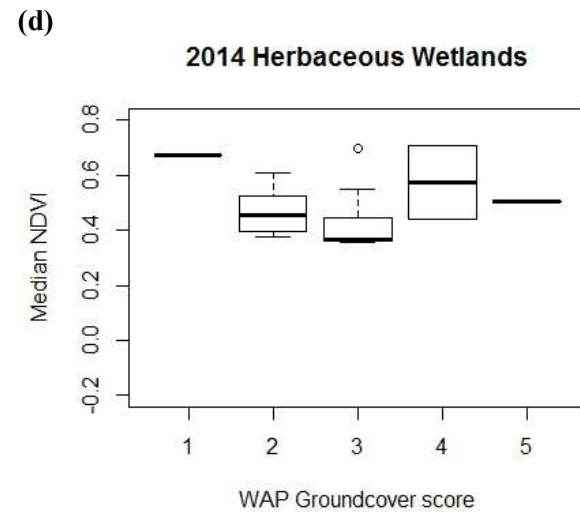 (d)
2014 Herbaceous Wetlands
Median NDVI
0.8
0.6
0.4
0.2
0.0
-0.2
1 2 3 4 5
WAP Groundcover score